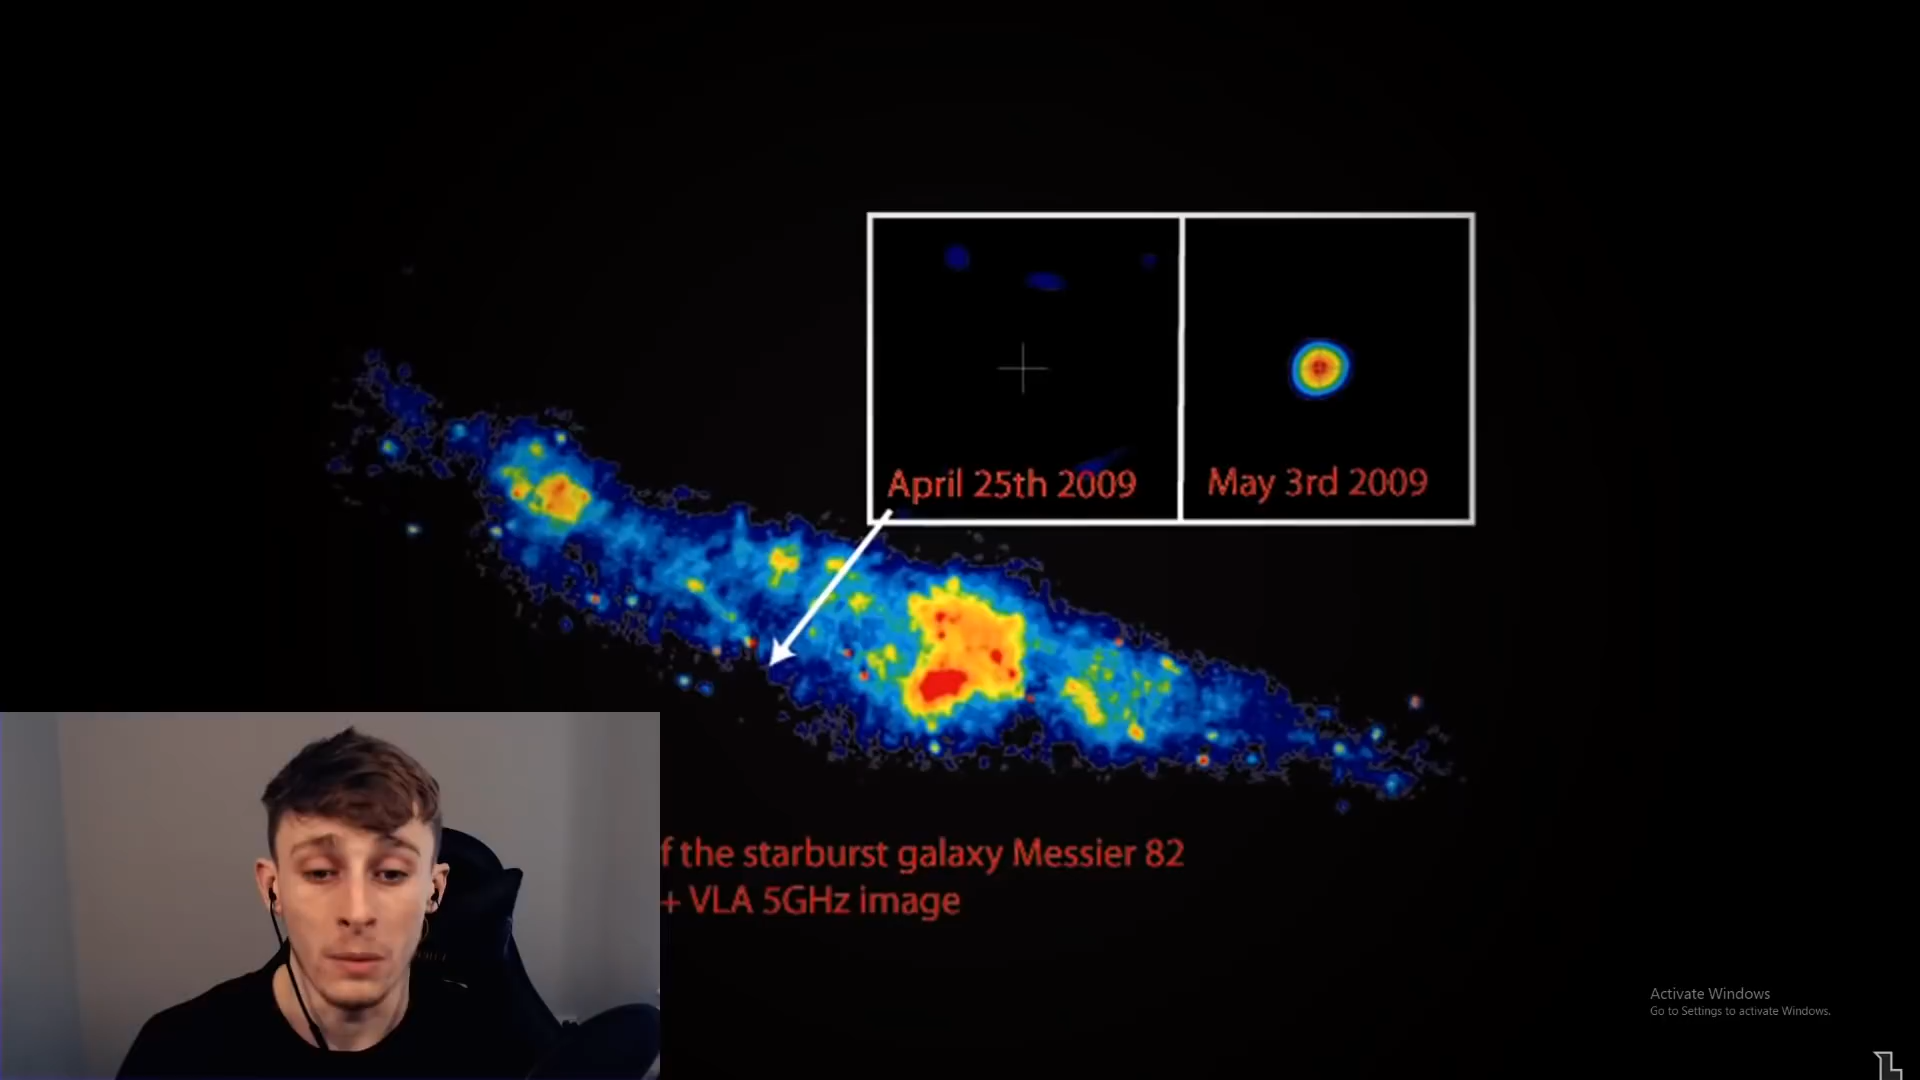 April 25th 2009
May 3rd 2009
f the starburst galaxy Messier 82
+ VLA 5GHz image
Activate Windows
Go to Settings to activate Windows.